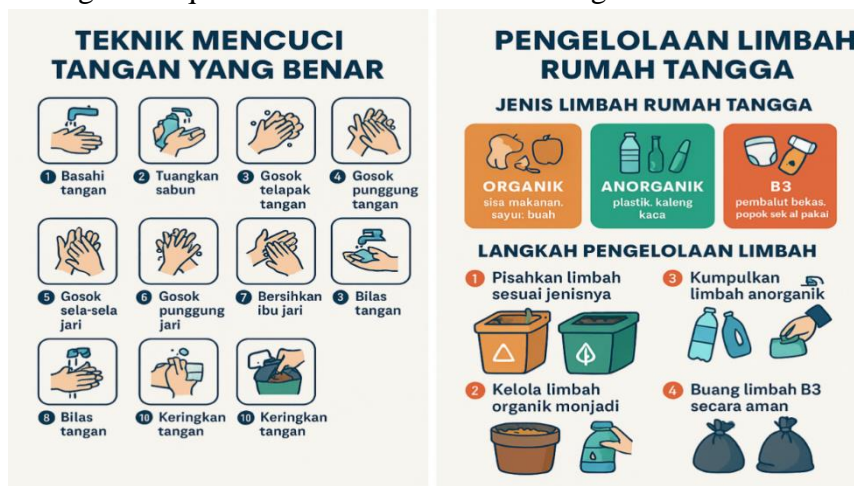 TEKNIK MENCUCI
TANGAN YANG BENAR
1 Basahi
tangan
2 Tuangkan
sabun
3 Gosok
telapak
tangan
4 Gosok
punggung
tangan
5 Gosok
sela-sela
jari
6 Gosok
punggung
jari
7 Bersihkan
ibu jari
3 Bilas
tangan
8 Bilas
tangan
10 Keringkan
tangan
10 Keringkan
tangan
PENGELOLAAN LIMBAH
RUMAH TANGGA
JENIS LIMBAH RUMAH TANGGA
ORGANIK
sisa makanan.
sayui: buah
ANORGANIK
plastik. kaleng
kaca
B3
pembalut bekas.
popok sek al pakai
LANGKAH PENGELOLAAN LIMBAH
1 Pisahkan limbah
sesuai jenisnya
2 Kelola limbah
organik monjadi
3 Kumpulkan
limbah anorganik
4 Buang limbah B3
secara aman